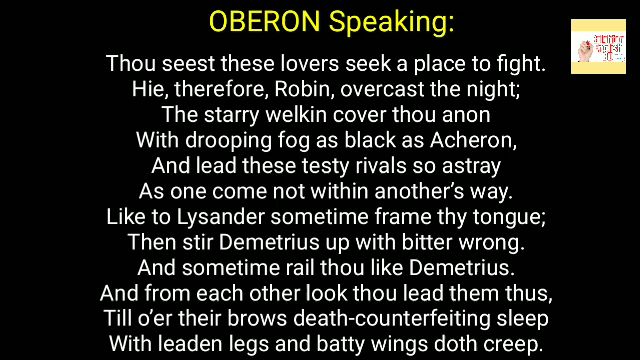 OBERON Speaking:
Thou seest these lovers seek a place to fight.
Hie, therefore, Robin, overcast the night;
The starry welkin cover thou anon
With drooping fog as black as Acheron,
And lead these testy rivals so astray
As one come not within another’s way.
Like to Lysander sometime frame thy tongue;
Then stir Demetrius up with bitter wrong.
And sometime rail thou like Demetrius.
And from each other look thou lead them thus,
Till o’er their brows death-counterfeiting sleep
With leaden legs and batty wings doth creep.